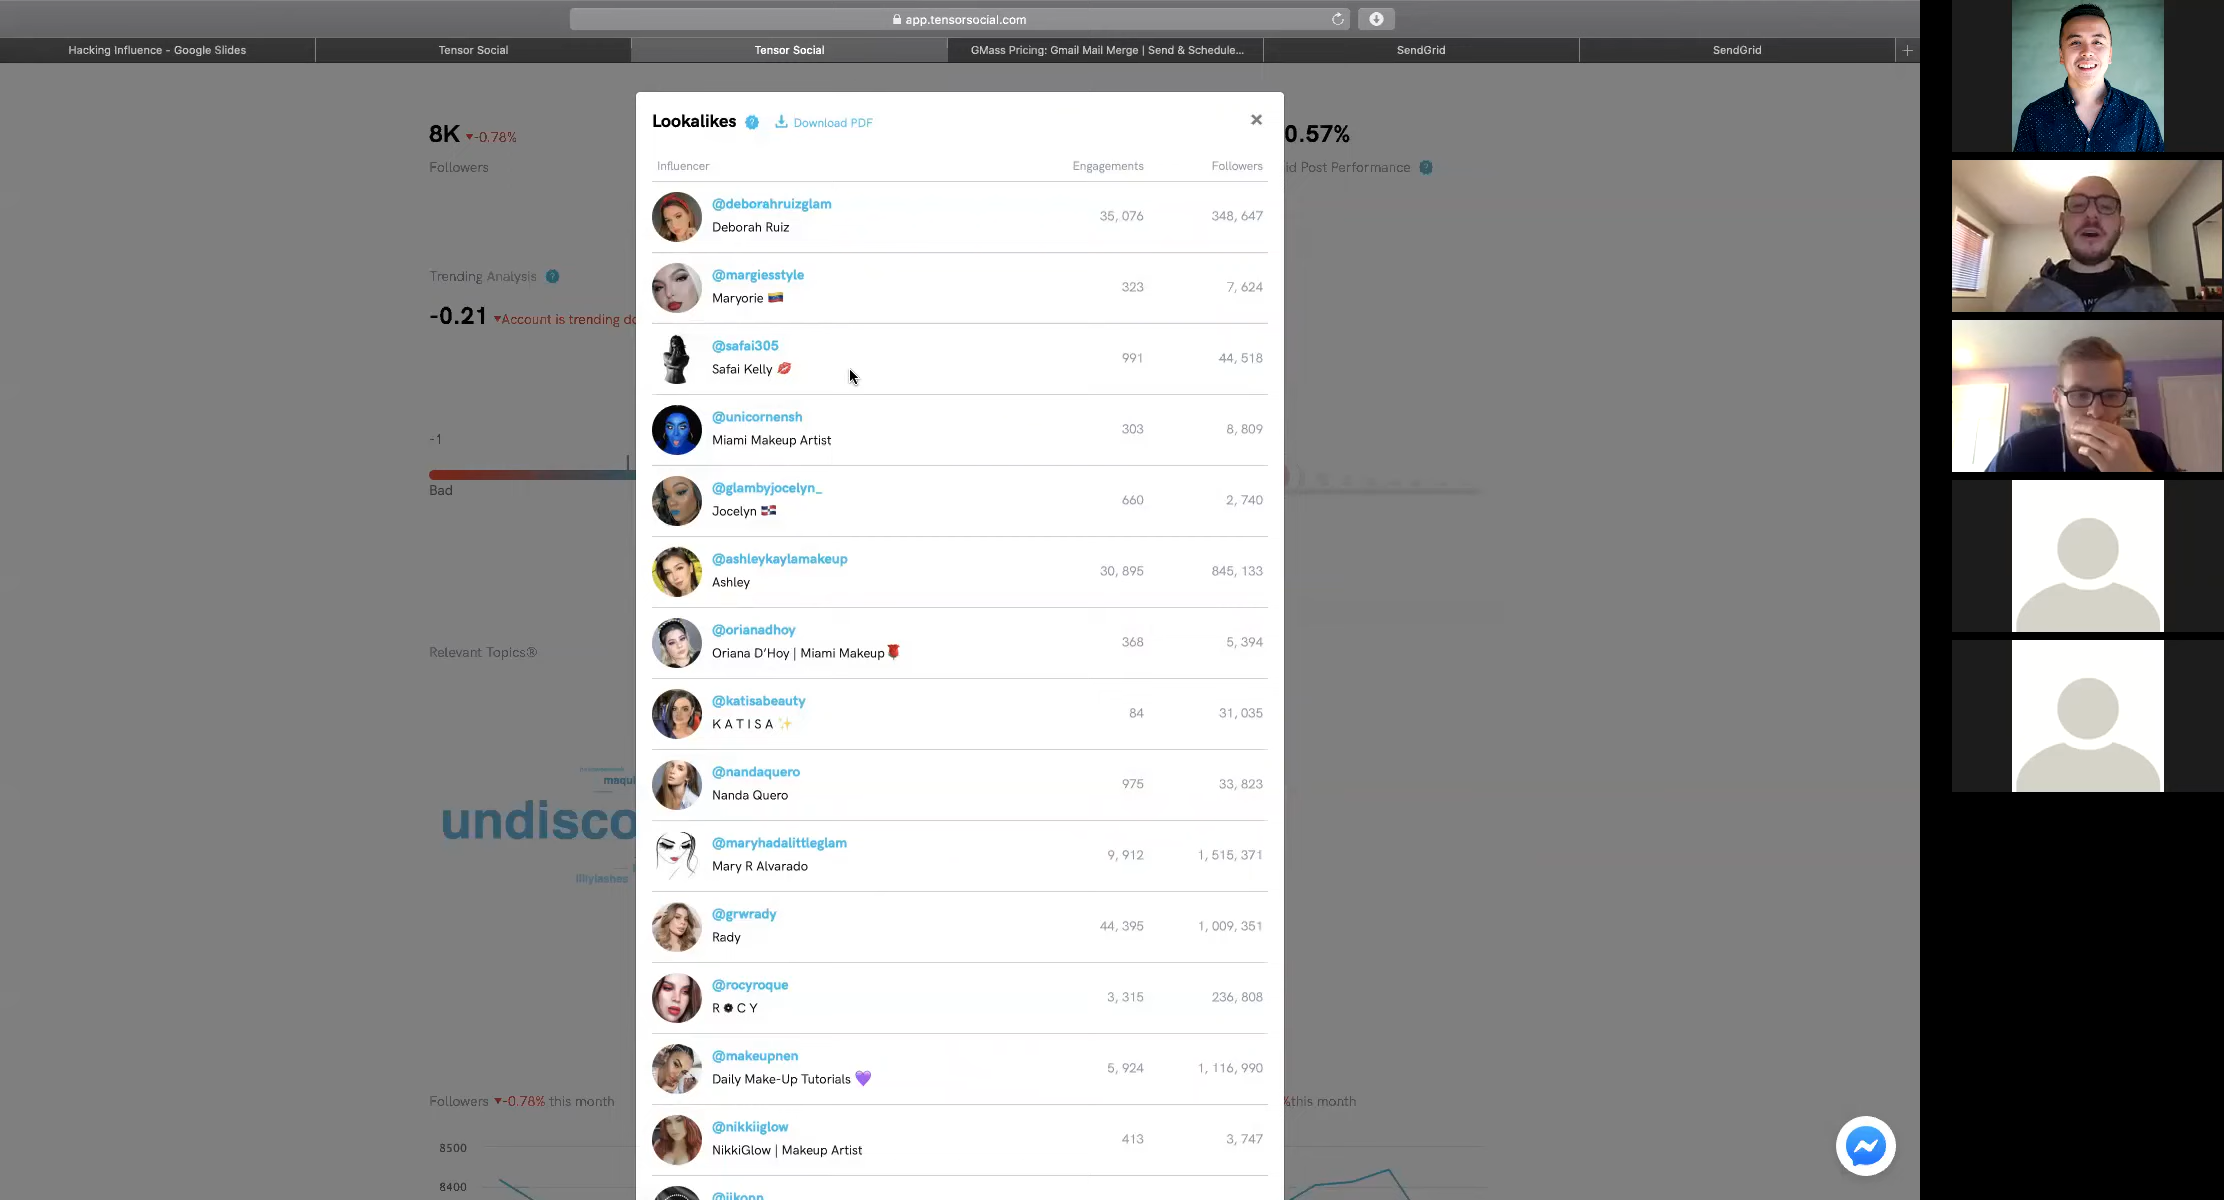 app.tensorsocial.com
Hacking Influence - Google Slides
Tensor Social
Tensor Social
GMass Pricing: Gmail Mail Merge | Send & Schedule...
SendGrid
SendGrid
8K ▾-0.78%
Followers
0.57%
id Post Performance ?
Trending Analysis ?
-0.21 ▾Account is trending do
-1
Bad
Relevant Topics®
maqui
undisco
lillylashes
Followers ▾-0.78% this month
%this month
8500
8400
Lookalikes ? Download PDF
Influencer Engagements Followers
@deborahruizglam
Deborah Ruiz
35, 076 348, 647
@margiesstyle
Maryorie 🇻🇪
323 7, 624
@safai305
Safai Kelly 💋
991 44, 518
@unicornensh
Miami Makeup Artist
303 8, 809
@glambyjocelyn_
Jocelyn 🇩🇴
660 2, 740
@ashleykaylamakeup
Ashley
30, 895 845, 133
@orianadhoy
Oriana D’Hoy | Miami Makeup🌹
368 5, 394
@katisabeauty
K A T I S A ✨
84 31, 035
@nandaquero
Nanda Quero
975 33, 823
@maryhadalittleglam
Mary R Alvarado
9, 912 1, 515, 371
@grwrady
Rady
44, 395 1, 009, 351
@rocyroque
R ❁ C Y
3, 315 236, 808
@makeupnen
Daily Make-Up Tutorials 💜
5, 924 1, 116, 990
@nikkiiglow
NikkiGlow | Makeup Artist
413 3, 747